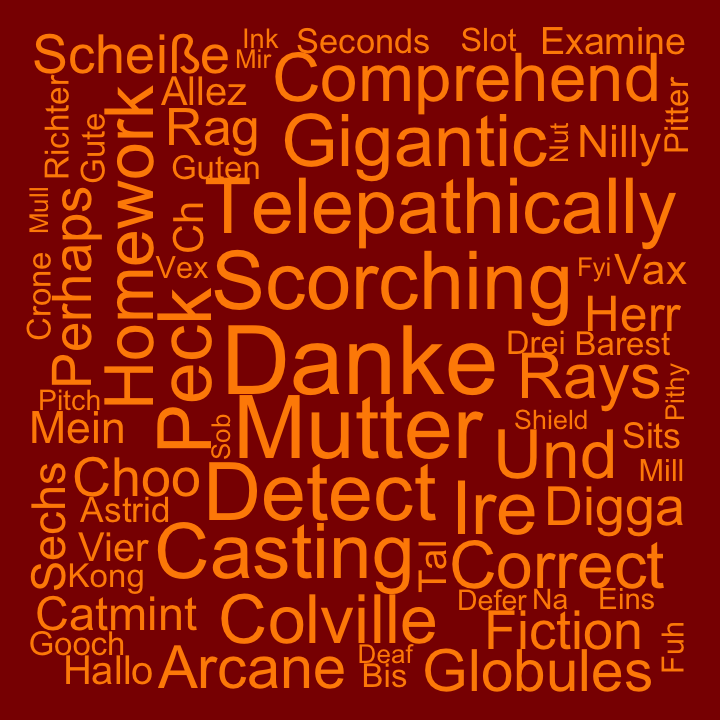 Scheiße
Ink
Mir
Seconds
Slot
Examine
Richter
Gute
Homework
Allez
Comprehend
Pitter
Rag
Gigantic
Nut
Nilly
Guten
Mull
Perhaps
Ch
Telepathically
Crone
Vex
Scorching
Fyi
Vax
Peck
Herr
Danke
Drei
Barest
Rays
Pithy
Pitch
Mein
Sob
Mutter
Shield
Und
Sits
Sechs
Choo
Detect
Mill
Astrid
Ire
Digga
Vier
Casting
Tal
Correct
Kong
Catmint
Colville
Defer
Na
Eins
Gooch
Fiction
Fuh
Hallo
Arcane
Deaf
Bis
Globules